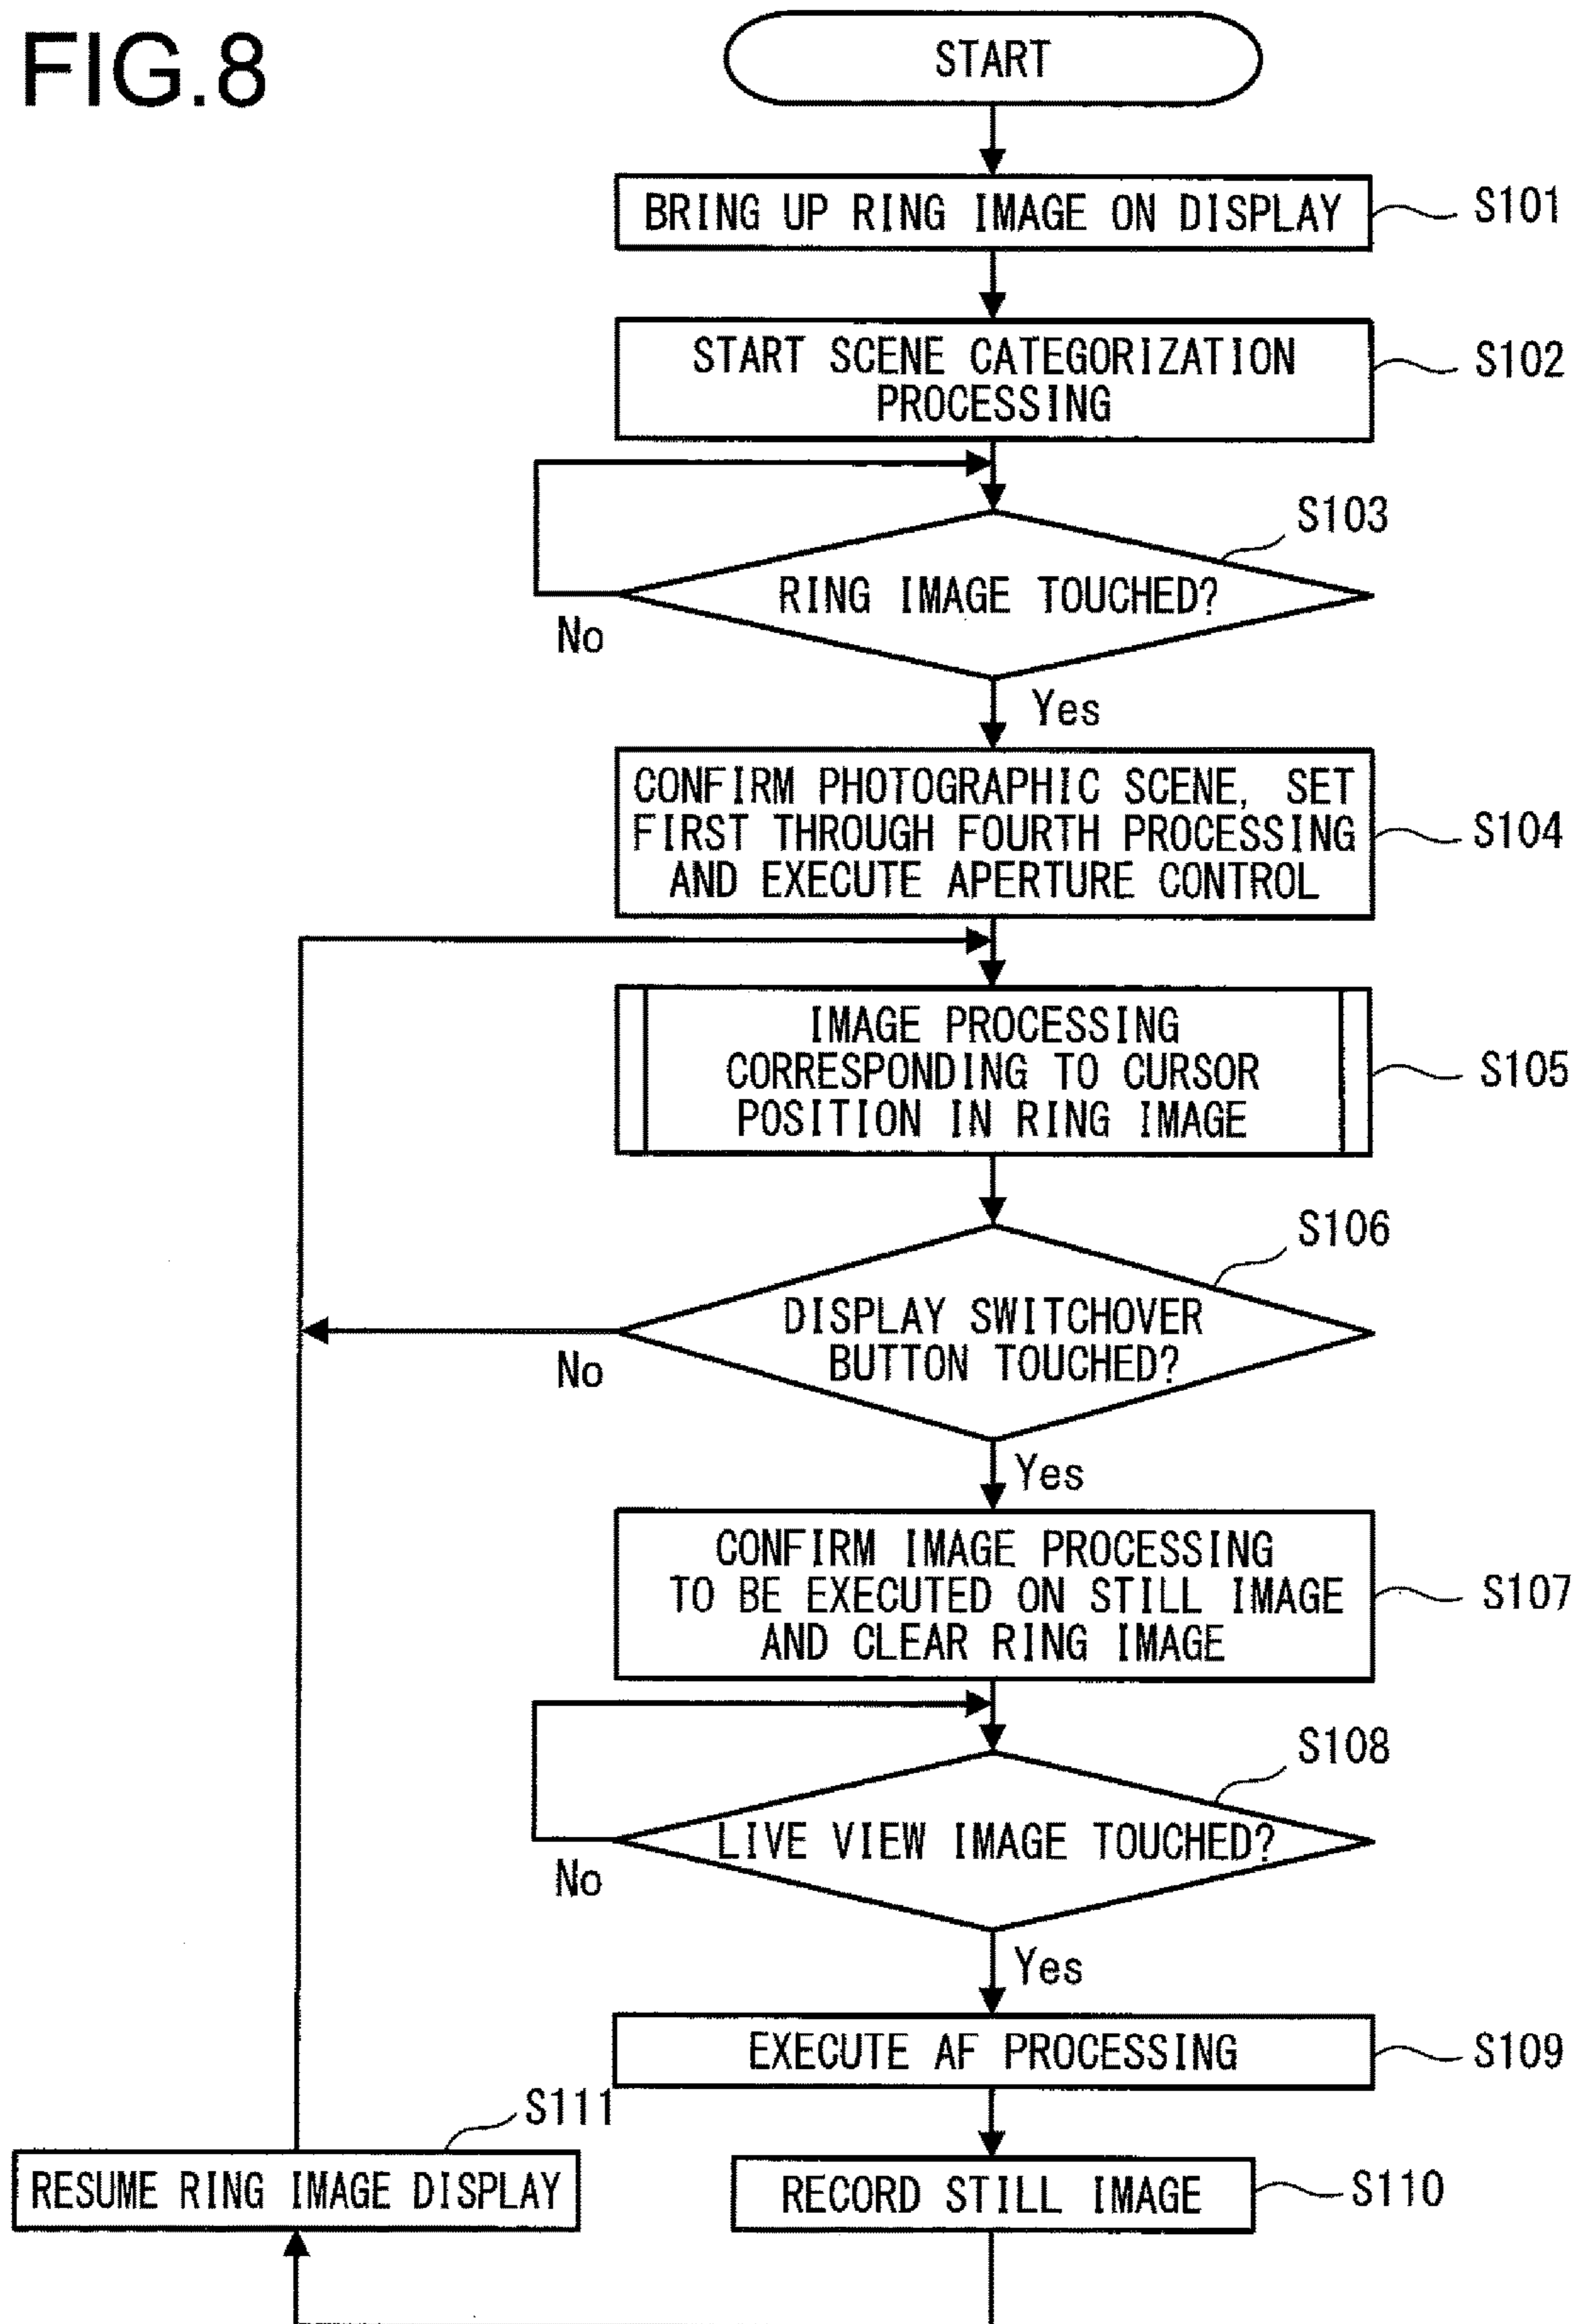 FIG.8
START
BRING UP RING IMAGE ON DISPLAY
S101
START SCENE CATEGORIZATION
PROCESSING
S102
S103
RING IMAGE TOUCHED?
No
Yes
CONFIRM PHOTOGRAPHIC SCENE, SET
FIRST THROUGH FOURTH PROCESSING
AND EXECUTE APERTURE CONTROL
S104
IMAGE PROCESSING
CORRESPONDING TO CURSOR
POSITION IN RING IMAGE
S105
S106
DISPLAY SWITCHOVER
BUTTON TOUCHED?
No
Yes
CONFIRM IMAGE PROCESSING
TO BE EXECUTED ON STILL IMAGE
AND CLEAR RING IMAGE
S107
S108
LIVE VIEW IMAGE TOUCHED?
No
Yes
EXECUTE AF PROCESSING
S109
S111
RESUME RING IMAGE DISPLAY
RECORD STILL IMAGE
S110